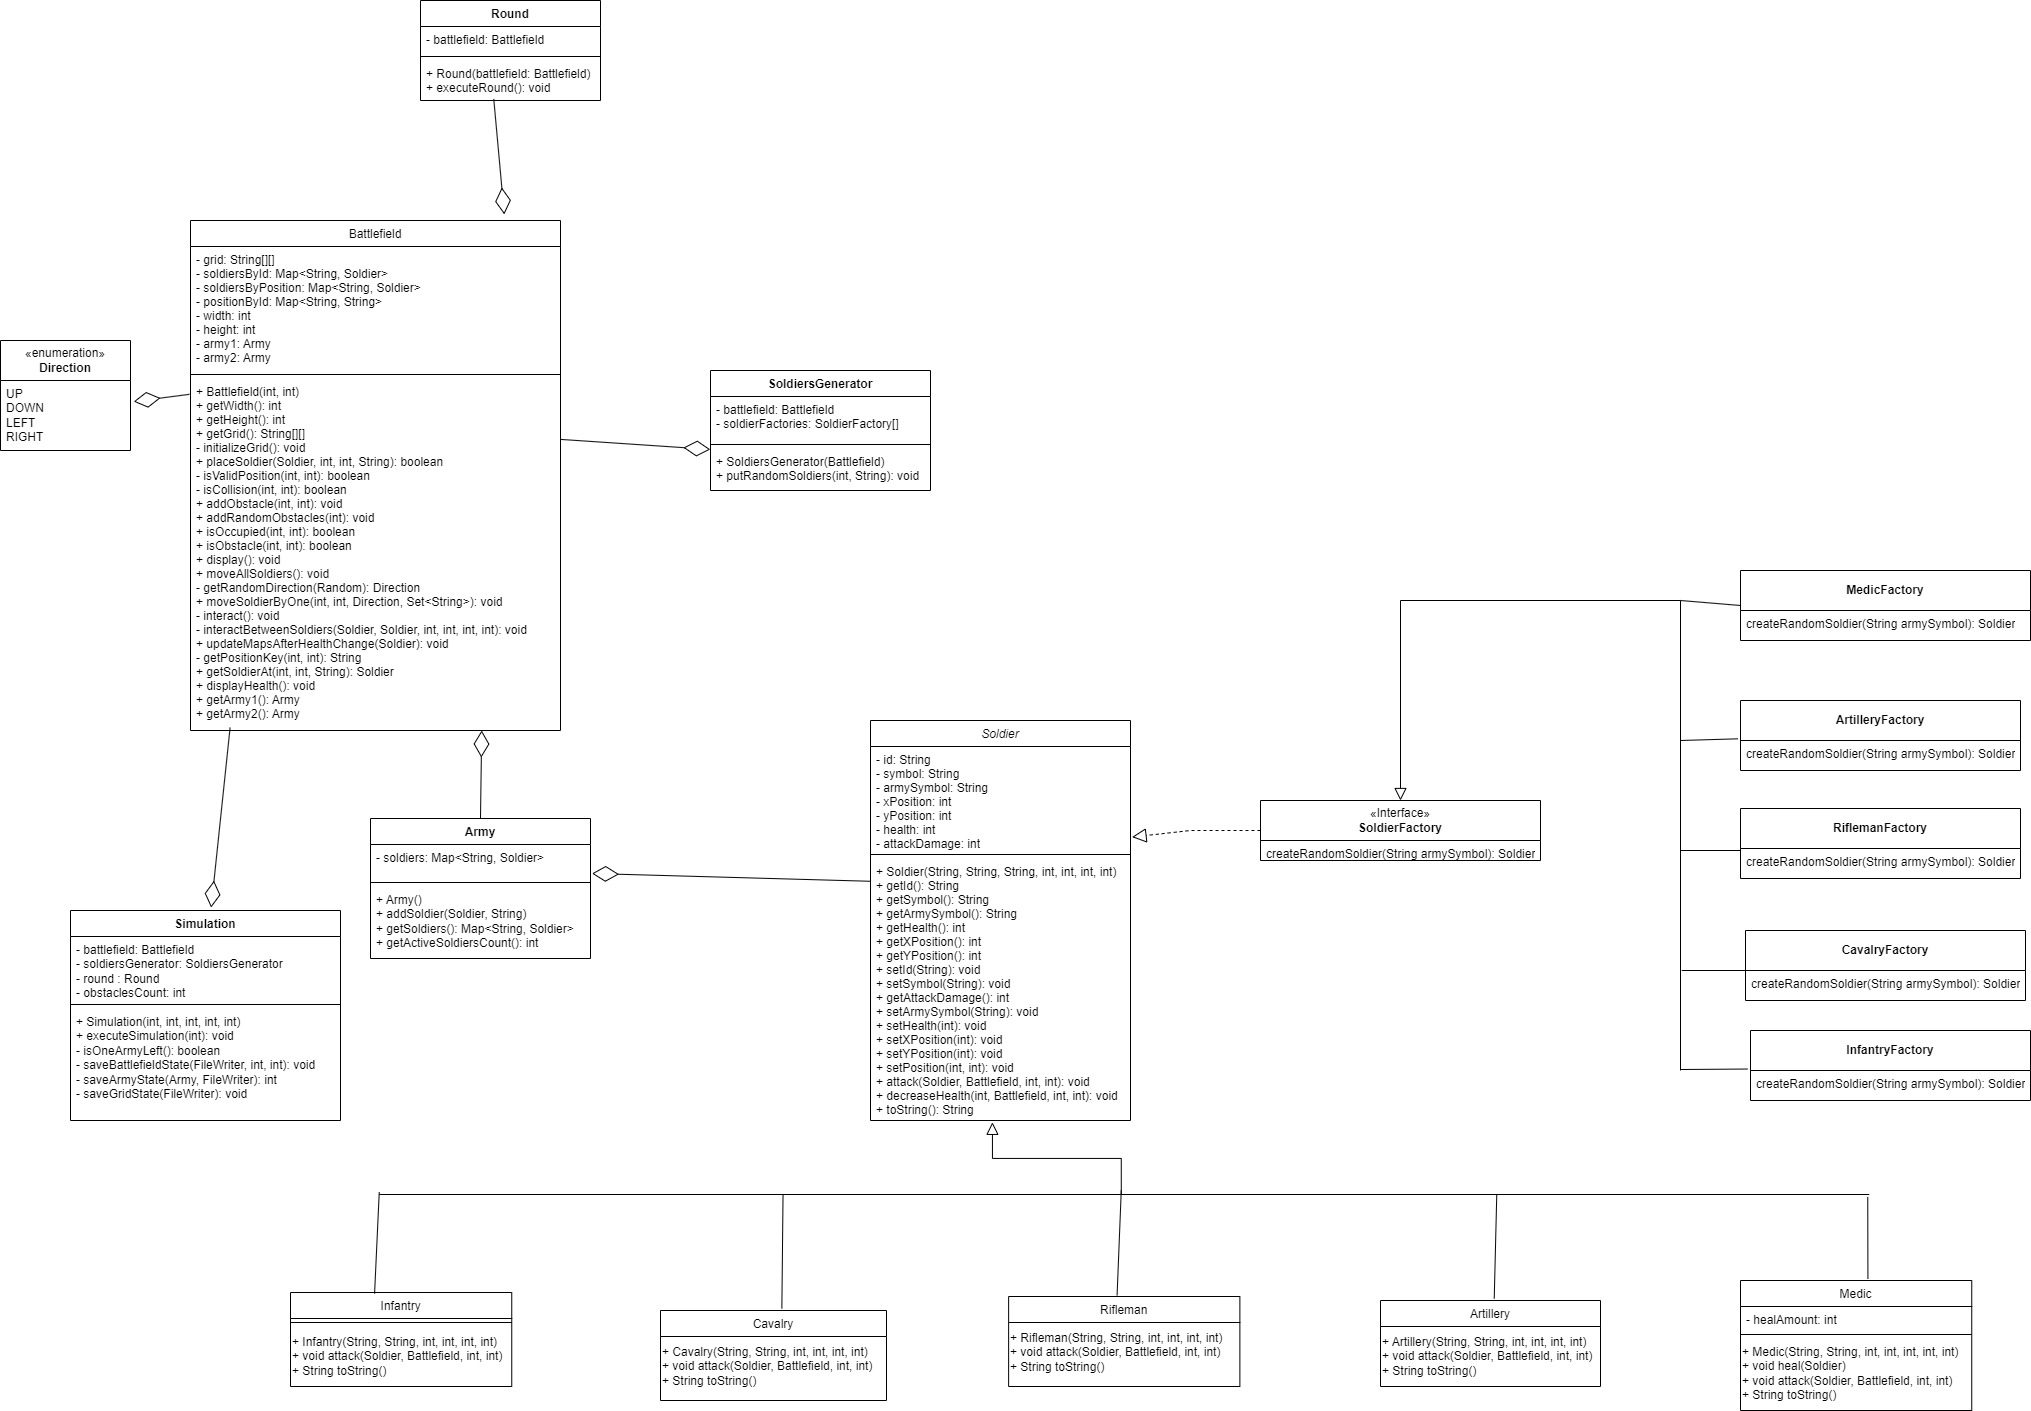 Round
- battlefield: Battlefield
+ Round(battlefield: Battlefield)
+ executeRound(): void
Battlefield
- grid: String[][]
- soldiersById: Map<String, Soldier>
- soldiersByPosition: Map<String, Soldier>
- positionById: Map<String, String>
- width: int
- height: int
- army1: Army
- army2: Army
+ Battlefield(int, int)
+ getWidth(): int
+ getHeight(): int
+ getGrid(): String[][]
- initializeGrid(): void
+ placeSoldier(Soldier, int, int, String): boolean
- isValidPosition(int, int): boolean
- isCollision(int, int): boolean
+ addObstacle(int, int): void
+ addRandomObstacles(int): void
+ isOccupied(int, int): boolean
+ isObstacle(int, int): boolean
+ display(): void
+ moveAllSoldiers(): void
- getRandomDirection(Random): Direction
+ moveSoldierByOne(int, int, Direction, Set<String>): void
- interact(): void
- interactBetweenSoldiers(Soldier, Soldier, int, int, int, int): void
+ updateMapsAfterHealthChange(Soldier): void
- getPositionKey(int, int): String
+ getSoldierAt(int, int, String): Soldier
+ displayHealth(): void
+ getArmy1(): Army
+ getArmy2(): Army
«enumeration»
Direction
UP
DOWN
LEFT
RIGHT
SoldiersGenerator
- battlefield: Battlefield
- soldierFactories: SoldierFactory[]
+ SoldiersGenerator(Battlefield)
+ putRandomSoldiers(int, String): void
MedicFactory
createRandomSoldier(String armySymbol): Soldier
ArtilleryFactory
createRandomSoldier(String armySymbol): Soldier
RiflemanFactory
createRandomSoldier(String armySymbol): Soldier
CavalryFactory
createRandomSoldier(String armySymbol): Soldier
InfantryFactory
createRandomSoldier(String armySymbol): Soldier
«Interface»
SoldierFactory
createRandomSoldier(String armySymbol): Soldier
Soldier
- id: String
- symbol: String
- armySymbol: String
- xPosition: int
- yPosition: int
- health: int
- attackDamage: int
+ Soldier(String, String, String, int, int, int, int)
+ getId(): String
+ getSymbol(): String
+ getArmySymbol(): String
+ getHealth(): int
+ getXPosition(): int
+ getYPosition(): int
+ setId(String): void
+ setSymbol(String): void
+ getAttackDamage(): int
+ setArmySymbol(String): void
+ setHealth(int): void
+ setXPosition(int): void
+ setYPosition(int): void
+ setPosition(int, int): void
+ attack(Soldier, Battlefield, int, int): void
+ decreaseHealth(int, Battlefield, int, int): void
+ toString(): String
Army
- soldiers: Map<String, Soldier>
+ Army()
+ addSoldier(Soldier, String)
+ getSoldiers(): Map<String, Soldier>
+ getActiveSoldiersCount(): int
Simulation
- battlefield: Battlefield
- soldiersGenerator: SoldiersGenerator
- round : Round
- obstaclesCount: int
+ Simulation(int, int, int, int, int)
+ executeSimulation(int): void
- isOneArmyLeft(): boolean
- saveBattlefieldState(FileWriter, int, int): void
- saveArmyState(Army, FileWriter): int
- saveGridState(FileWriter): void
Infantry
+ Infantry(String, String, int, int, int, int)
+ void attack(Soldier, Battlefield, int, int)
+ String toString()
Cavalry
+ Cavalry(String, String, int, int, int, int)
+ void attack(Soldier, Battlefield, int, int)
+ String toString()
Rifleman
+ Rifleman(String, String, int, int, int, int)
+ void attack(Soldier, Battlefield, int, int)
+ String toString()
Artillery
+ Artillery(String, String, int, int, int, int)
+ void attack(Soldier, Battlefield, int, int)
+ String toString()
Medic
- healAmount: int
+ Medic(String, String, int, int, int, int, int)
+ void heal(Soldier)
+ void attack(Soldier, Battlefield, int, int)
+ String toString()